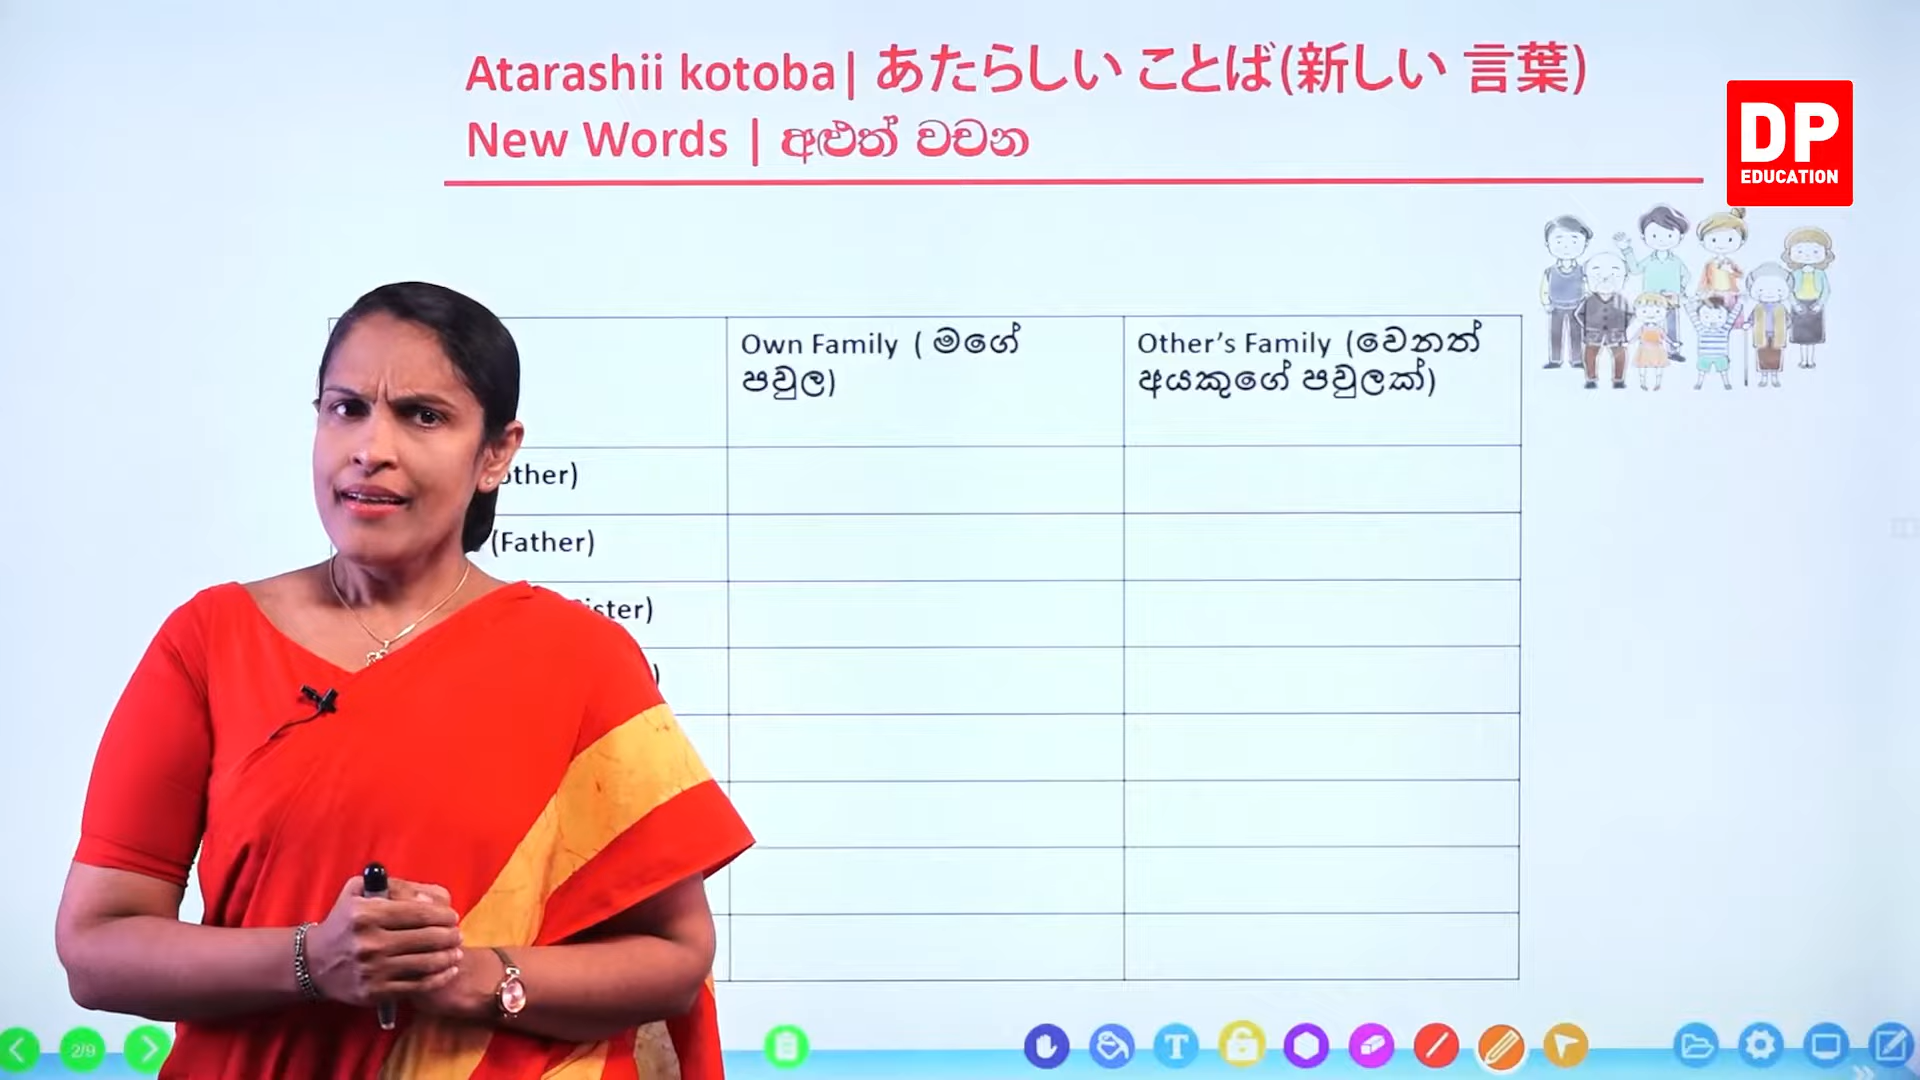 Atarashii kotoba| あたらしい ことば(新しい 言葉)
New Words | අළුත් වචන
DP
EDUCATION
Own Family ( මගේ
පවුල)
Other's Family (වෙනත්
අයකුගේ පවුලක්)
(Father)
2/9
T